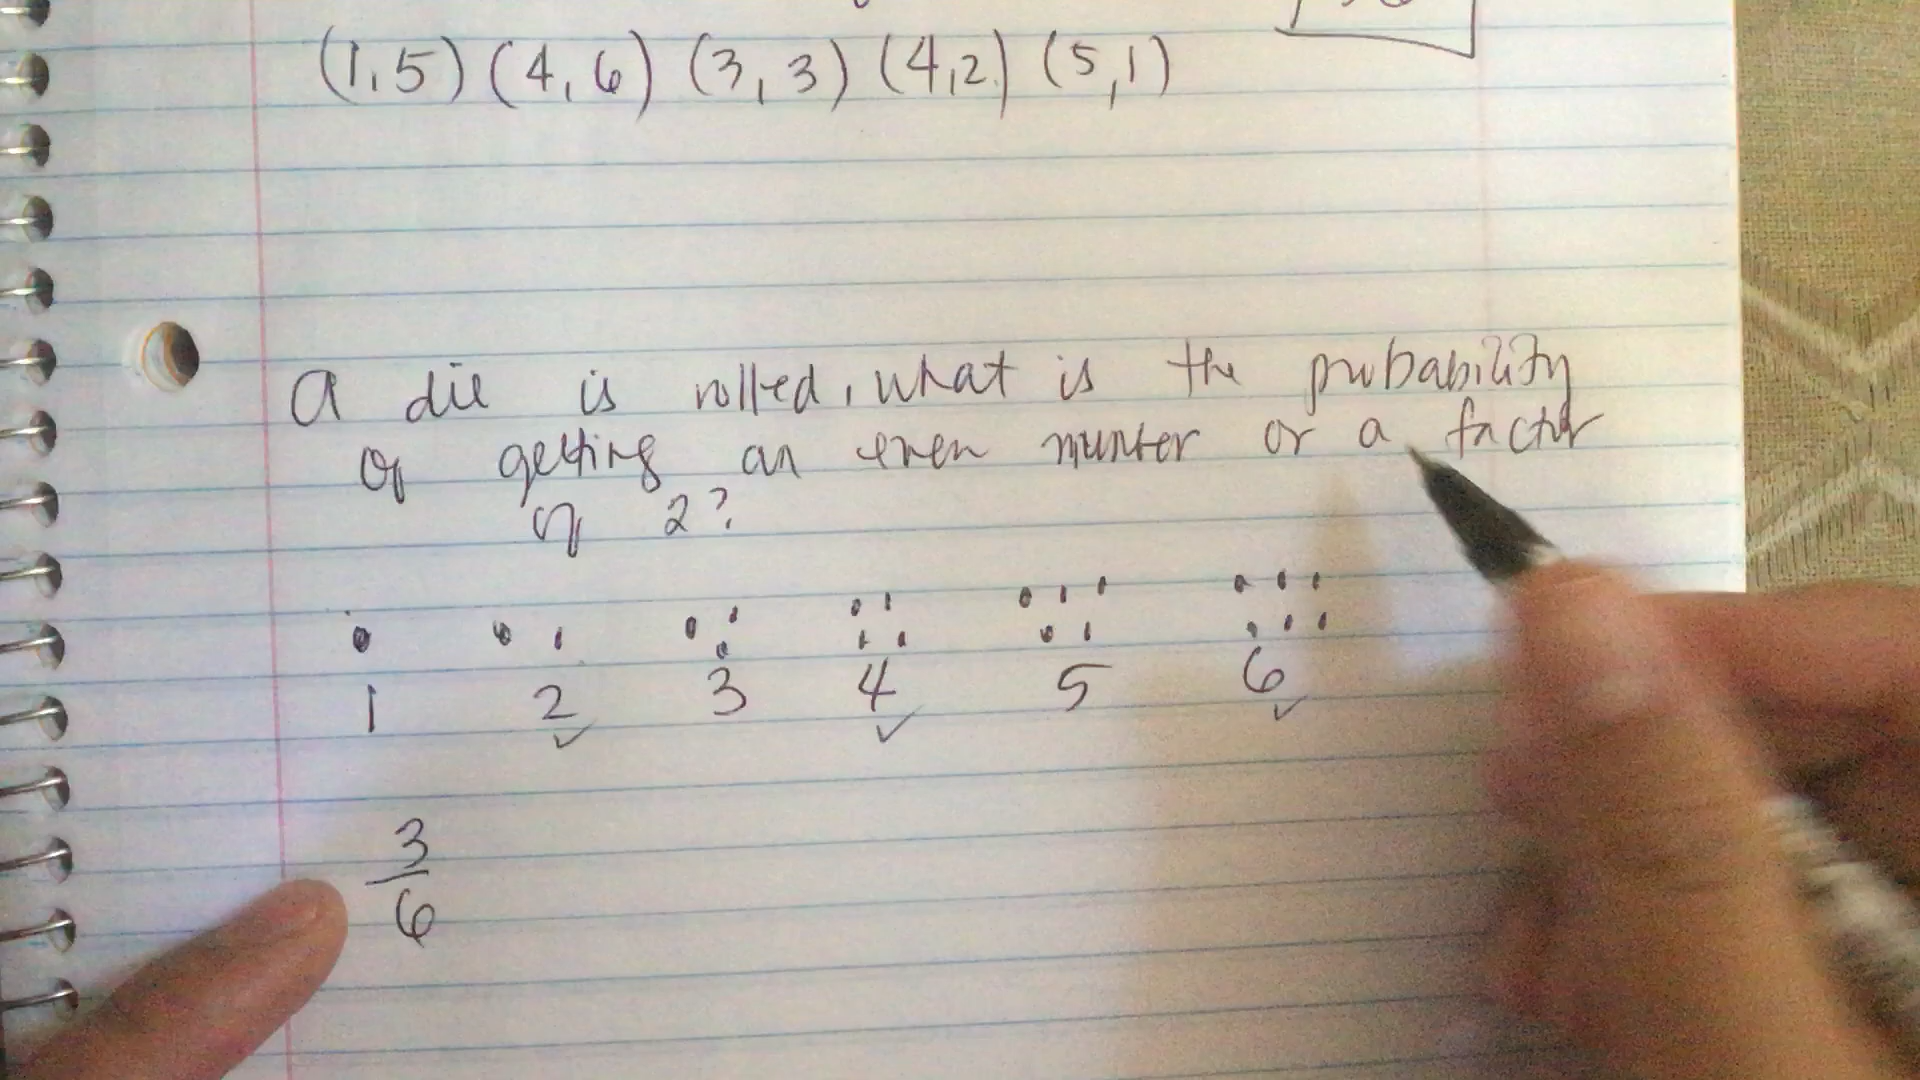 (1,5) (4,6) (3,3) (4,2) (5,1)
A die is rolled, what is the probability
of getting an even number or a factor
of 2?
1 2 3 4 5 6
3
6